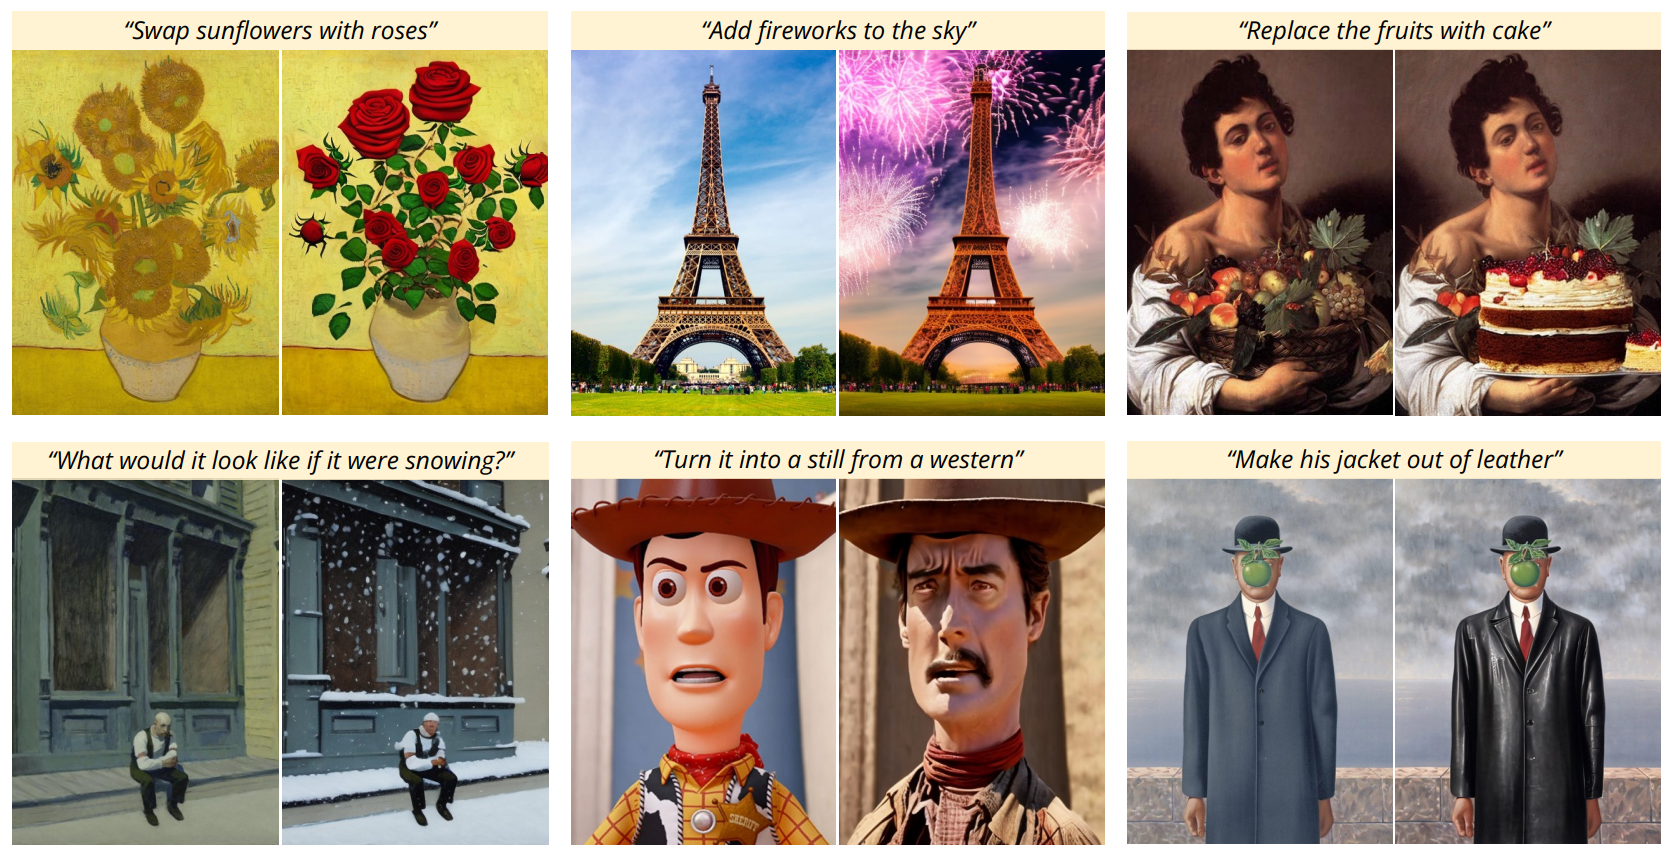 “Swap sunflowers with roses”
“Add fireworks to the sky”
“Replace the fruits with cake”
“What would it look like if it were snowing?”
“Turn it into a still from a western”
“Make his jacket out of leather”
SHERIFF